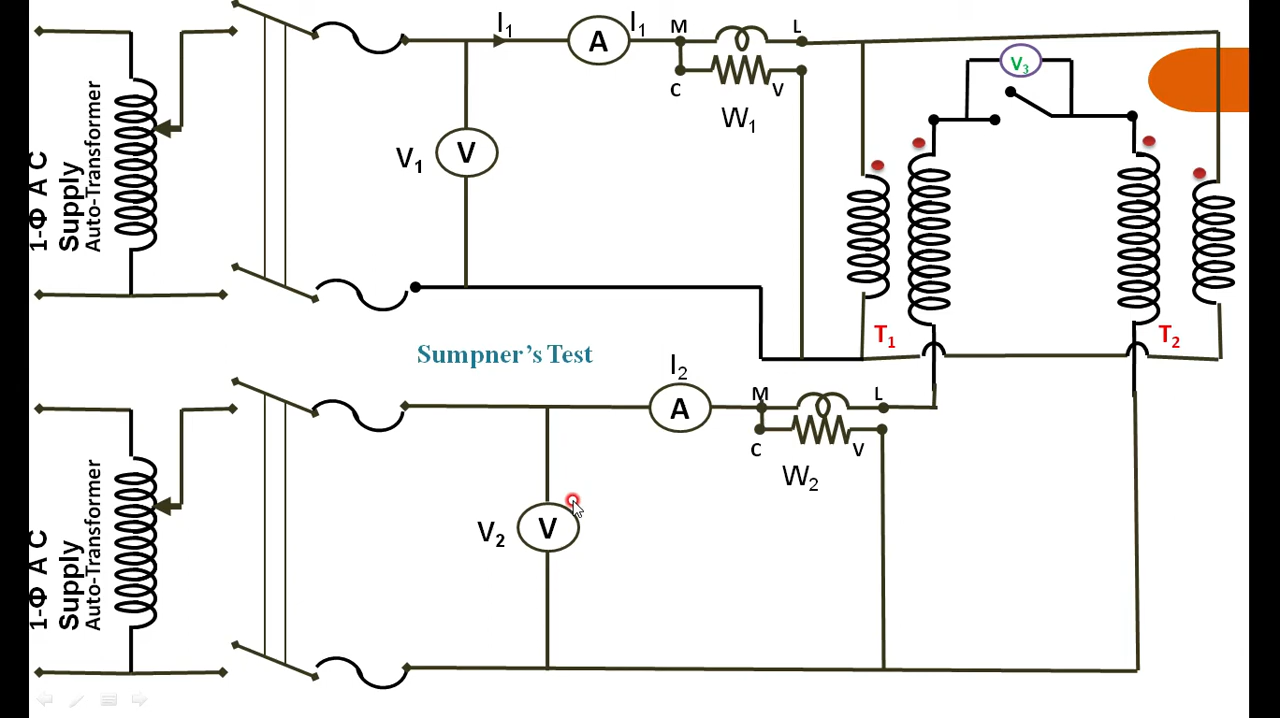 1-Φ A C
Supply
Auto-Transformer
I₁
A
I₁
M
L
C
V
W₁
V₁
V
V₃
T₁
T₂
Sumpner's Test
1-Φ A C
Supply
Auto-Transformer
I₂
A
M
L
C
V
W₂
V₂
V